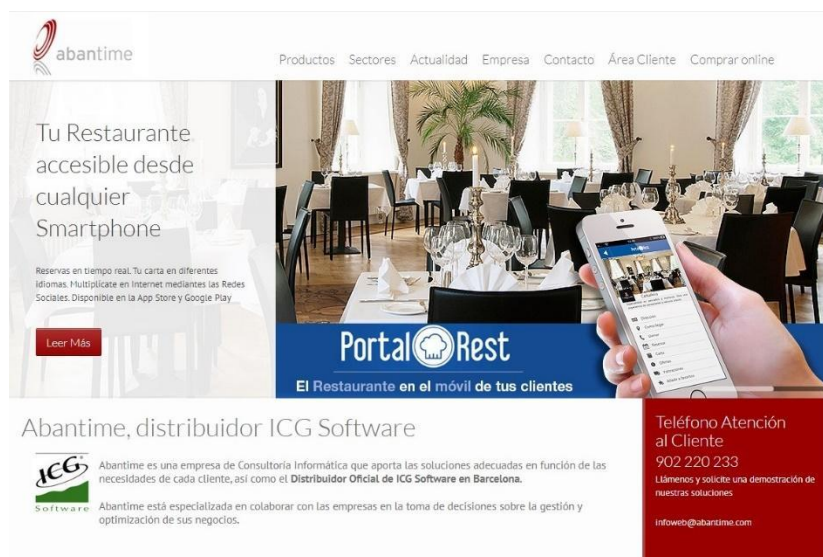 abantime
Productos Sectores Actualidad Empresa Contacto Área Cliente Comprar online
Tu Restaurante
accesible desde
cualquier
Smartphone
Reservas en tiempo real. Tu carta en diferentes
idiomas. Multiplícate en Internet mediantes las Redes
Sociales. Disponible en la App Store y Google Play
Leer Más
Portal Rest
El Restaurante en el móvil de tus clientes
Abantime, distribuidor ICG Software
ICG
Software
Abantime es una empresa de Consultoría Informática que aporta las soluciones adecuadas en función de las
necesidades de cada cliente, así como el Distribuidor Oficial de ICG Software en Barcelona.
Abantime está especializada en colaborar con las empresas en la toma de decisiones sobre la gestión y
optimización de sus negocios.
Teléfono Atención
al Cliente
902 220 233
Llámenos y solicite una demostración de
nuestras soluciones
infoweb@abantime.com